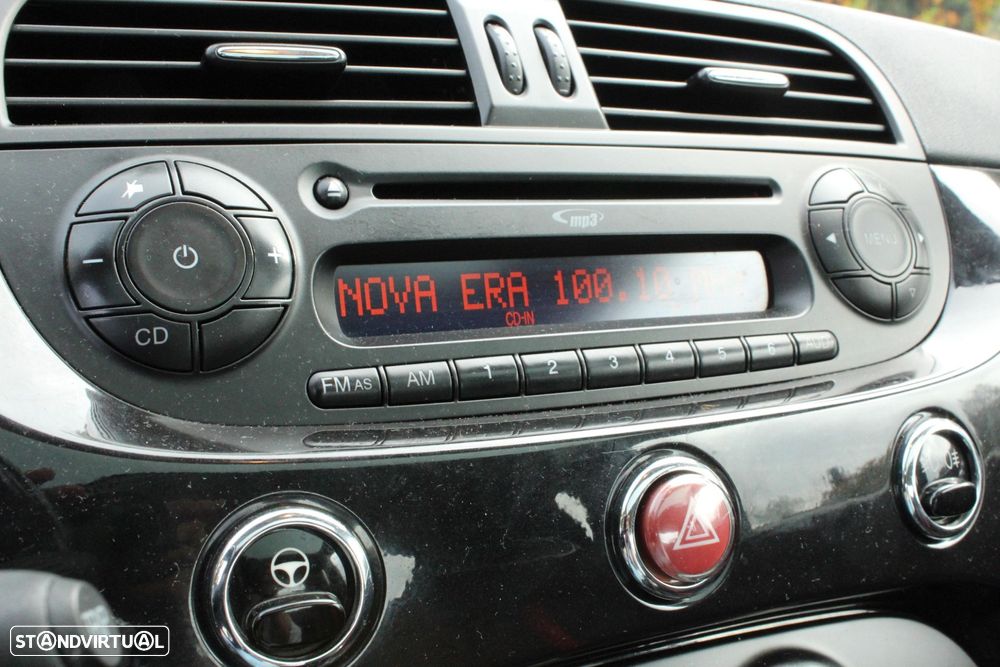 mp3
NOVA ERA 100.10
CD-IN
MENU
CD
FM AS AM 1 2 3 4 5 6 AUD
STANDVIRTUAL